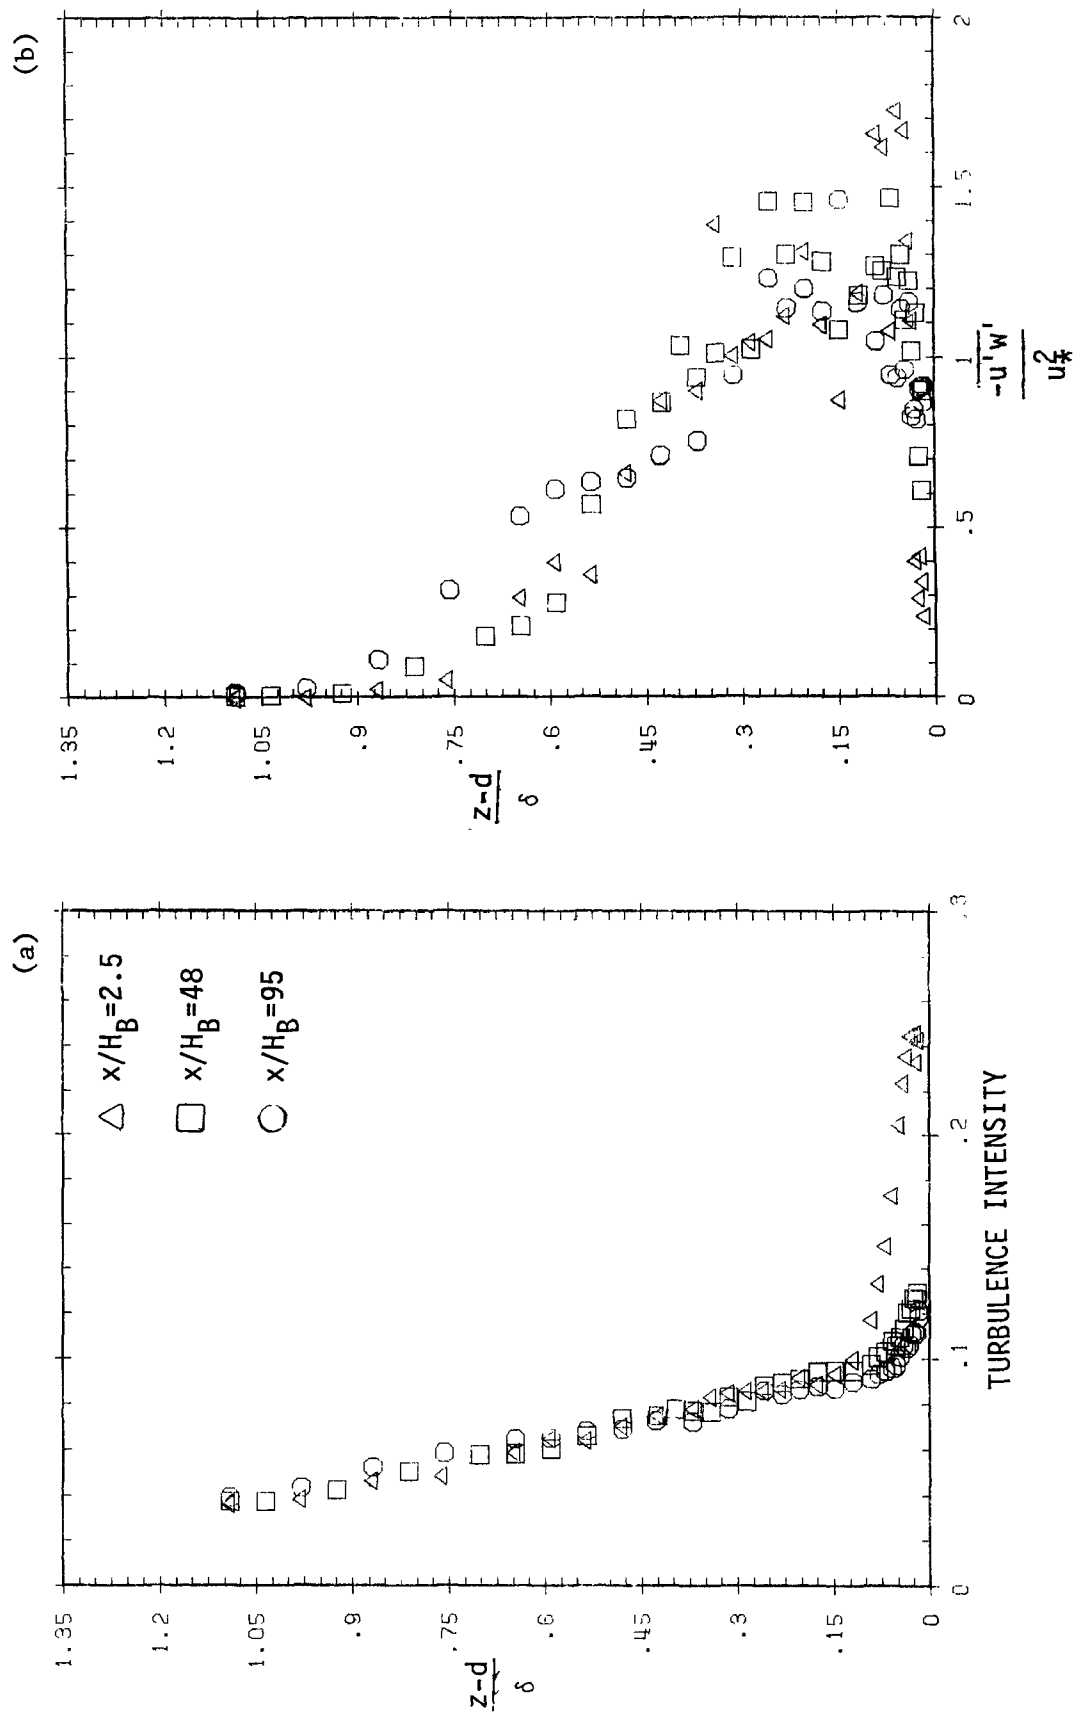 (a)
1.35
1.2
1.05
.9
.75
.6
.45
.3
.15
0
z-d
δ
△ x/H_B=2.5
□ x/H_B=48
○ x/H_B=95
0
.1
.2
.3
TURBULENCE INTENSITY
(b)
1.35
1.2
1.05
.9
.75
.6
.45
.3
.15
0
z-d
δ
0
.5
1
1.5
2
-u'w'
u²*